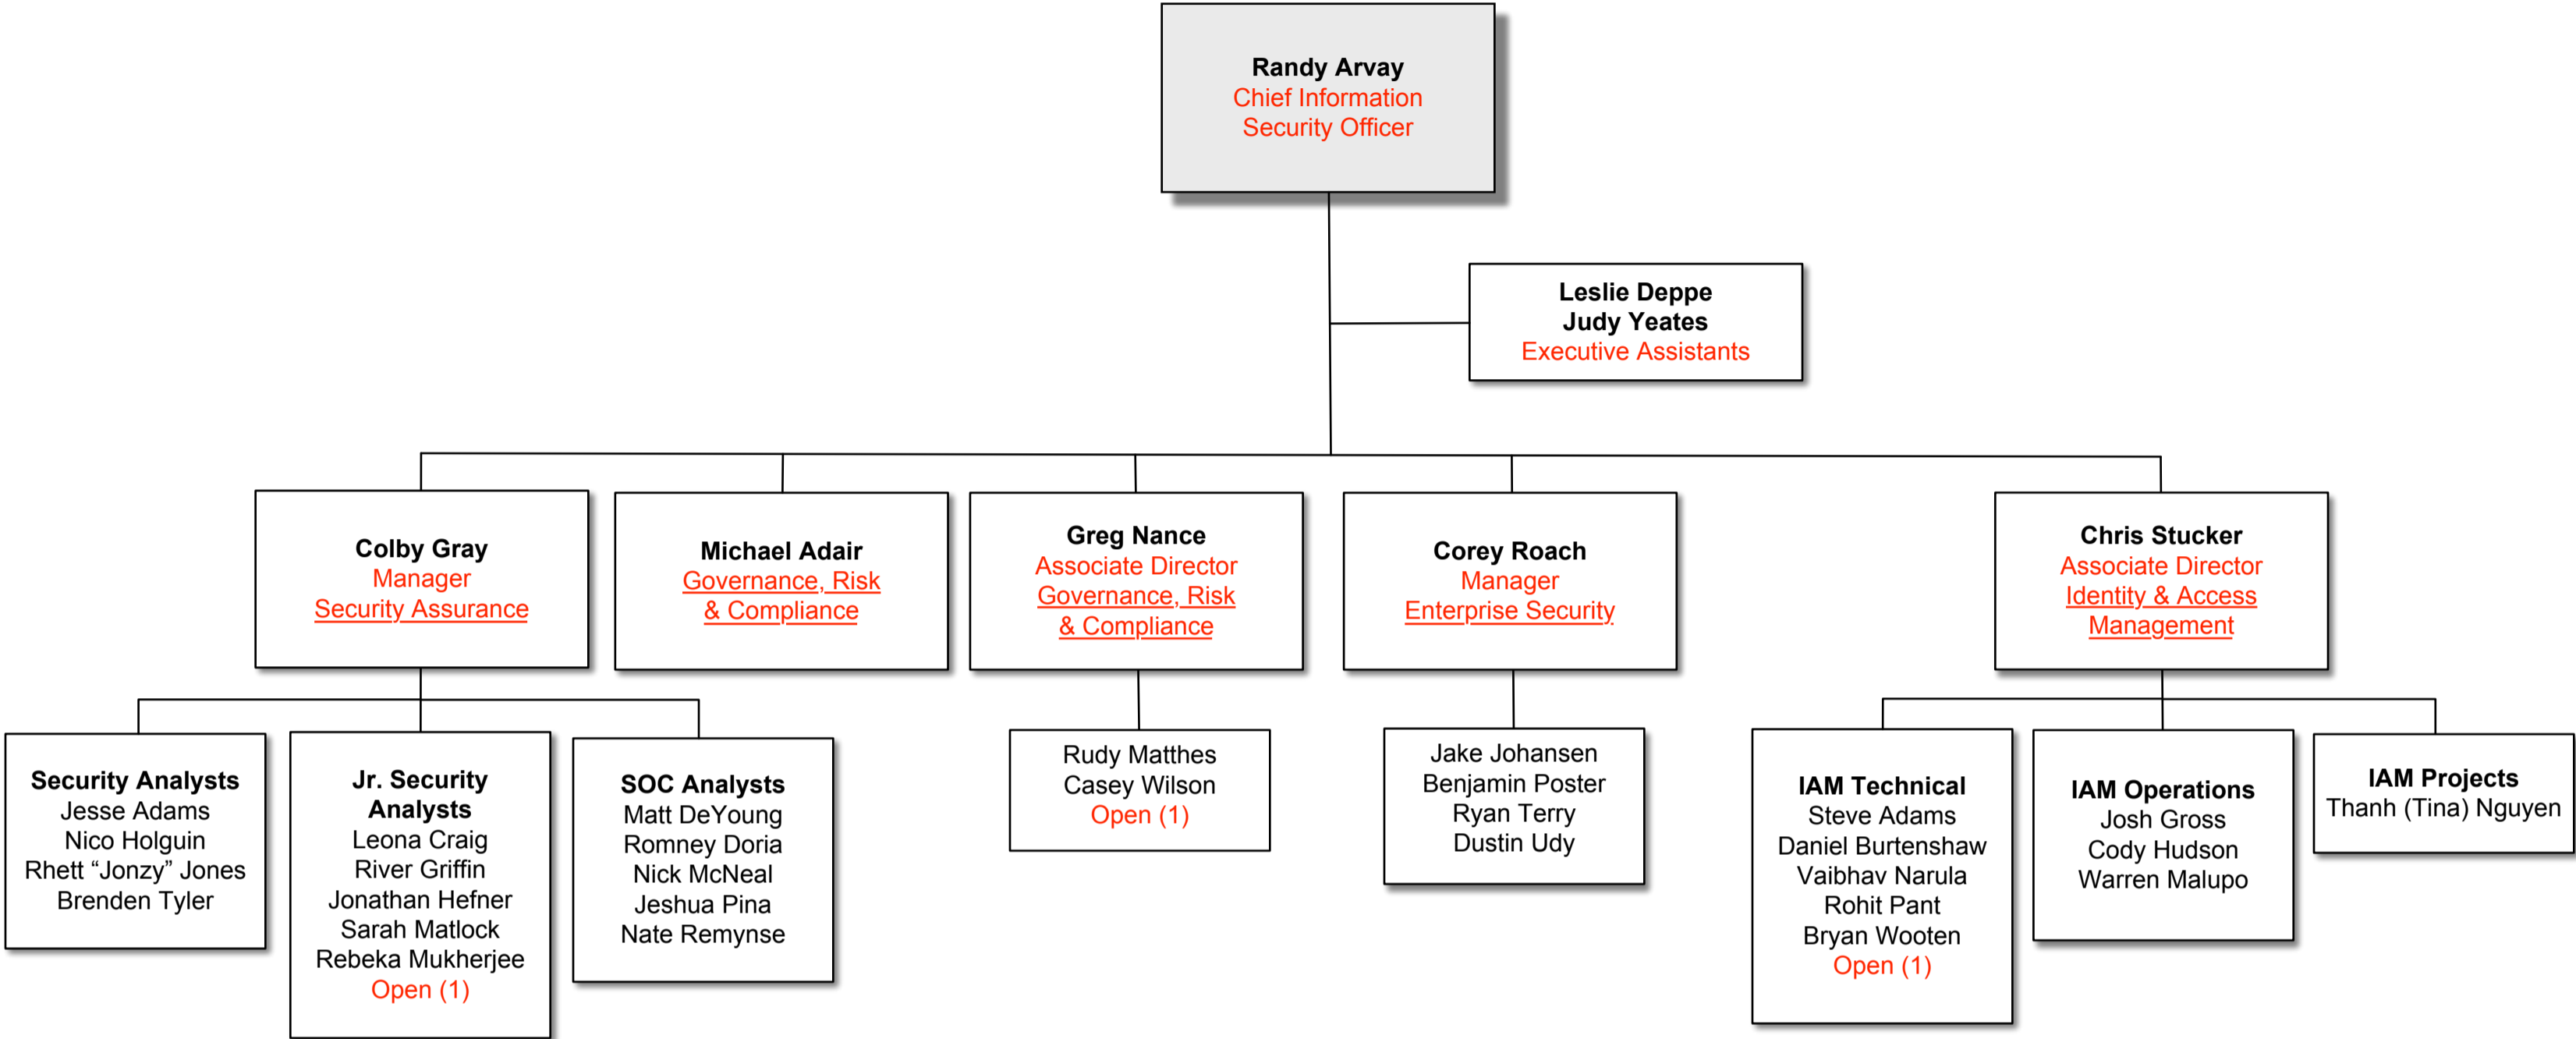 Randy Arvay
Chief Information
Security Officer
Leslie Deppe
Judy Yeates
Executive Assistants
Colby Gray
Manager
Security Assurance
Michael Adair
Governance, Risk
& Compliance
Greg Nance
Associate Director
Governance, Risk
& Compliance
Corey Roach
Manager
Enterprise Security
Chris Stucker
Associate Director
Identity & Access
Management
Security Analysts
Jesse Adams
Nico Holguin
Rhett “Jonzy” Jones
Brenden Tyler
Jr. Security
Analysts
Leona Craig
River Griffin
Jonathan Hefner
Sarah Matlock
Rebeka Mukherjee
Open (1)
SOC Analysts
Matt DeYoung
Romney Doria
Nick McNeal
Jeshua Pina
Nate Remynse
Rudy Matthes
Casey Wilson
Open (1)
Jake Johansen
Benjamin Poster
Ryan Terry
Dustin Udy
IAM Technical
Steve Adams
Daniel Burtenshaw
Vaibhav Narula
Rohit Pant
Bryan Wooten
Open (1)
IAM Operations
Josh Gross
Cody Hudson
Warren Malupo
IAM Projects
Thanh (Tina) Nguyen